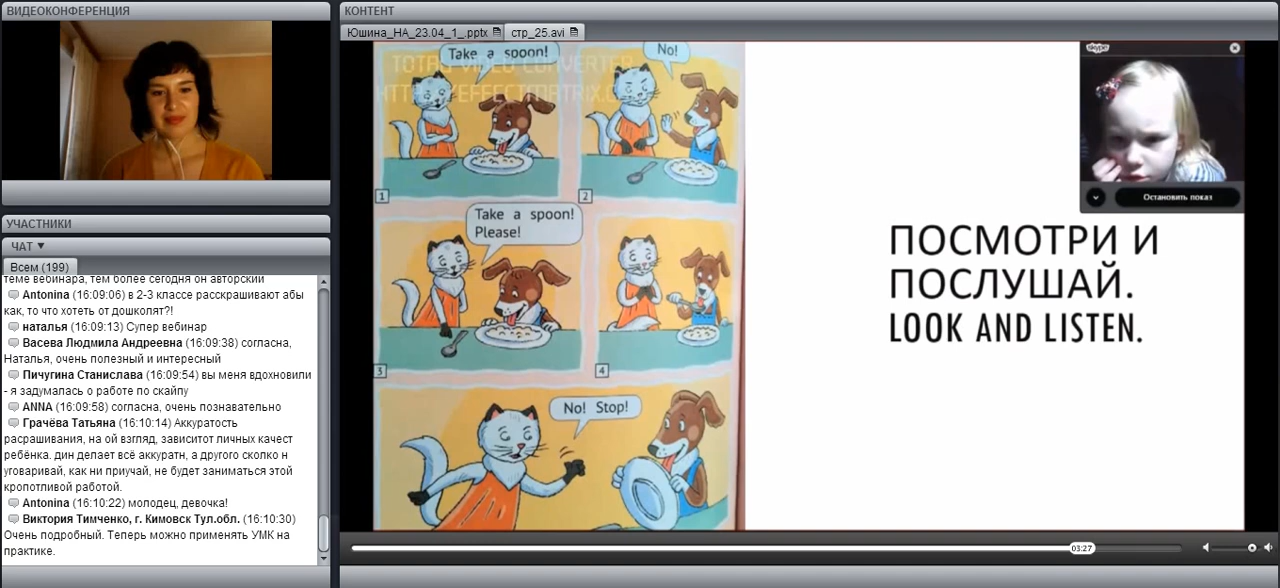 ВИДЕОКОНФЕРЕНЦИЯ
УЧАСТНИКИ
ЧАТ ▼
Всем (199)
теме вебинара, тем более сегодня он авторский
Antonina (16:09:06) в 2-3 классе расскрашивают абы
как, то что хотеть от дошколят?!
наталья (16:09:13) Супер вебинар
Васева Людмила Андреевна (16:09:38) согласна,
Наталья, очень полезный и интересный
Пичугина Станислава (16:09:54) вы меня вдохновили
- я задумалась о работе по скайпу
ANNA (16:09:58) согласна, очень познавательно
Грачёва Татьяна (16:10:14) Аккуратость
расрашивания, на ой взгляд, зависитот личных качест
ребёнка. дин делает всё аккуратн, а другого сколко н
уговаривай, как ни приучай, не будет заниматься этой
кропотливой работой.
Antonina (16:10:22) молодец, девочка!
Виктория Тимченко, г. Кимовск Тул.обл. (16:10:30)
Очень подробный. Теперь можно применять УМК на
практике.
КОНТЕНТ
Юшина_НА_23.04_1_.pptx стр_25.avi
Take a spoon!
No!
TOTAL VIDEO CONVERTER
1
2
Take a spoon!
Please!
3
4
No! Stop!
skype
Остановить показ
ПОСМОТРИ И
ПОСЛУШАЙ.
LOOK AND LISTEN.
03:27